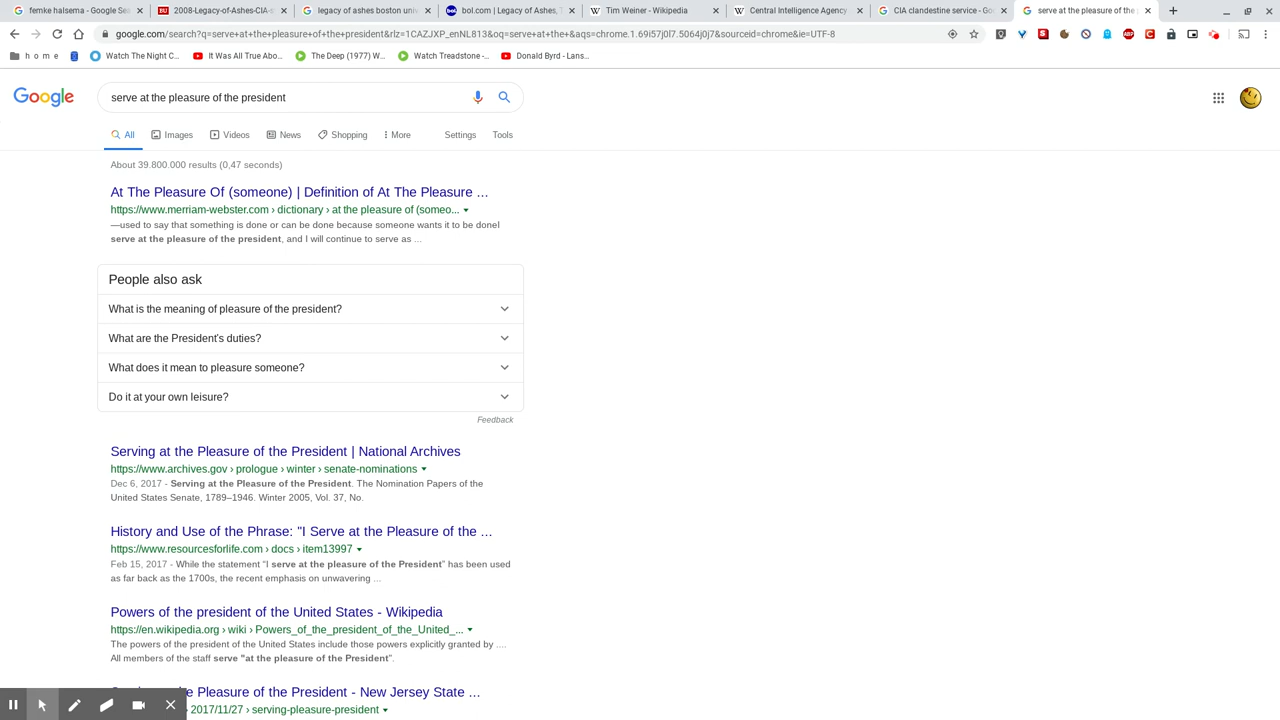 femke halsema - Google Sea
2008-Legacy-of-Ashes-CIA-s
legacy of ashes boston univ
bol.com | Legacy of Ashes, T
Tim Weiner - Wikipedia
Central Intelligence Agency
CIA clandestine service - Goo
serve at the pleasure of the p
google.com/search?q=serve+at+the+pleasure+of+the+president&rlz=1CAZJXP_enNL813&oq=serve+at+the+&aqs=chrome.1.69i57j0l7.5064j0j7&sourceid=chrome&ie=UTF-8
h o m e
Watch The Night C...
It Was All True Abo...
The Deep (1977) W...
Watch Treadstone -...
Donald Byrd - Lans...
Google
serve at the pleasure of the president
All Images Videos News Shopping More Settings Tools
About 39.800.000 results (0,47 seconds)
At The Pleasure Of (someone) | Definition of At The Pleasure ...
https://www.merriam-webster.com › dictionary › at the pleasure of (someo...
—used to say that something is done or can be done because someone wants it to be doneI
serve at the pleasure of the president, and I will continue to serve as ...
People also ask
What is the meaning of pleasure of the president?
What are the President's duties?
What does it mean to pleasure someone?
Do it at your own leisure?
Feedback
Serving at the Pleasure of the President | National Archives
https://www.archives.gov › prologue › winter › senate-nominations
Dec 6, 2017 - Serving at the Pleasure of the President. The Nomination Papers of the
United States Senate, 1789–1946. Winter 2005, Vol. 37, No.
History and Use of the Phrase: "I Serve at the Pleasure of the ...
https://www.resourcesforlife.com › docs › item13997
Feb 15, 2017 - While the statement “I serve at the pleasure of the President” has been used
as far back as the 1700s, the recent emphasis on unwavering ...
Powers of the president of the United States - Wikipedia
https://en.wikipedia.org › wiki › Powers_of_the_president_of_the_United_...
The powers of the president of the United States include those powers explicitly granted by ....
All members of the staff serve "at the pleasure of the President".
Pleasure of the President - New Jersey State ...
2017/11/27 › serving-pleasure-president